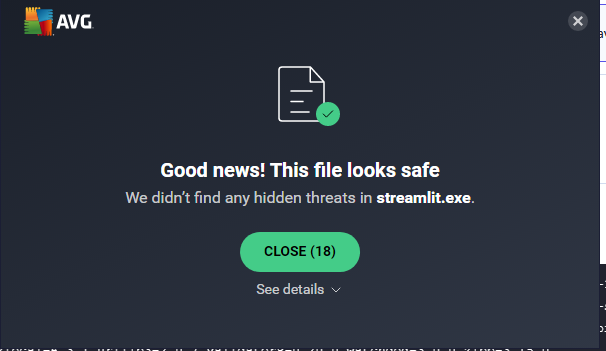 AVG
Good news! This file looks safe
We didn't find any hidden threats in streamlit.exe.
CLOSE (18)
See details